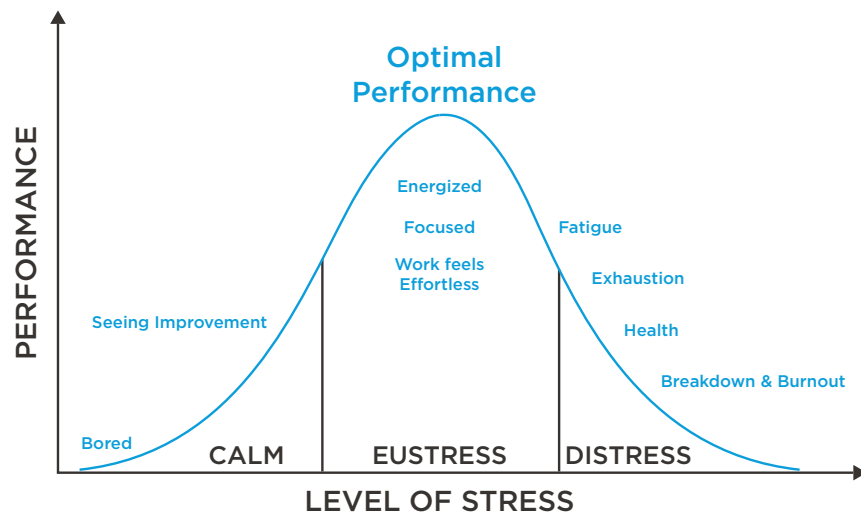 Optimal
Performance
PERFORMANCE
Energized
Focused
Work feels
Effortless
Fatigue
Exhaustion
Seeing Improvement
Health
Breakdown & Burnout
Bored
CALM
EUSTRESS
DISTRESS
LEVEL OF STRESS